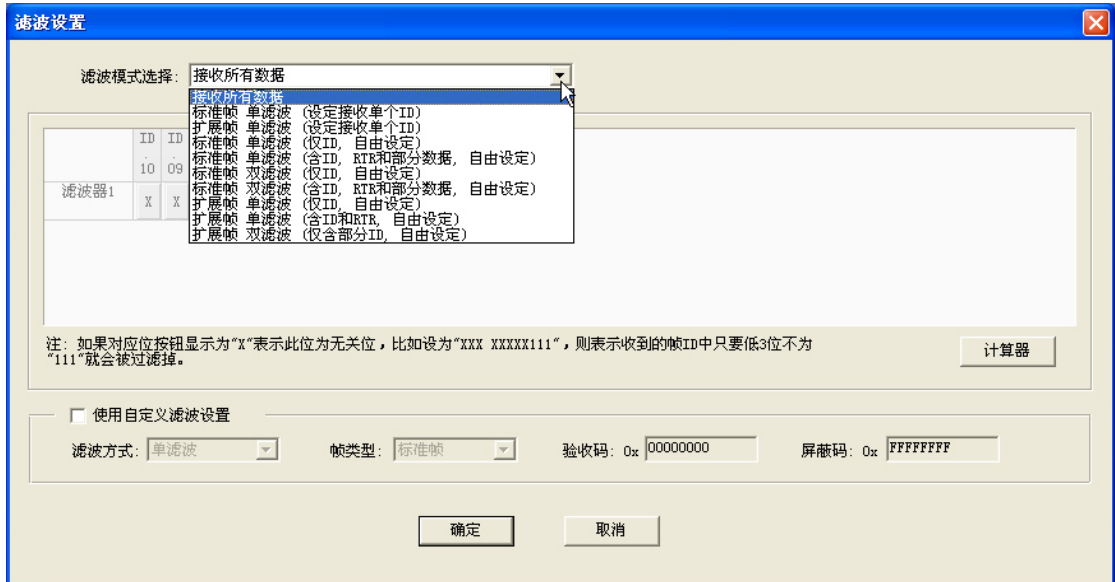 滤波设置
滤波模式选择: 接收所有数据
接收所有数据
标准帧 单滤波 (设定接收单个ID)
扩展帧 单滤波 (设定接收单个ID)
标准帧 单滤波 (仅ID, 自由设定)
标准帧 单滤波 (含ID, RTR和部分数据, 自由设定)
标准帧 双滤波 (仅ID, 自由设定)
标准帧 双滤波 (含ID, RTR和部分数据, 自由设定)
扩展帧 单滤波 (仅ID, 自由设定)
扩展帧 单滤波 (含ID和RTR, 自由设定)
扩展帧 双滤波 (仅含部分ID, 自由设定)
ID ID
. .
10 09
滤波器1 X X
注: 如果对应位按钮显示为"X"表示此位为无关位，比如设为"XXX XXXXX111"，则表示收到的帧ID中只要低3位不为
"111"就会被过滤掉。
计算器
使用自定义滤波设置
滤波方式: 单滤波 帧类型: 标准帧 验收码: 0x 00000000 屏蔽码: 0x FFFFFFFF
确定 取消